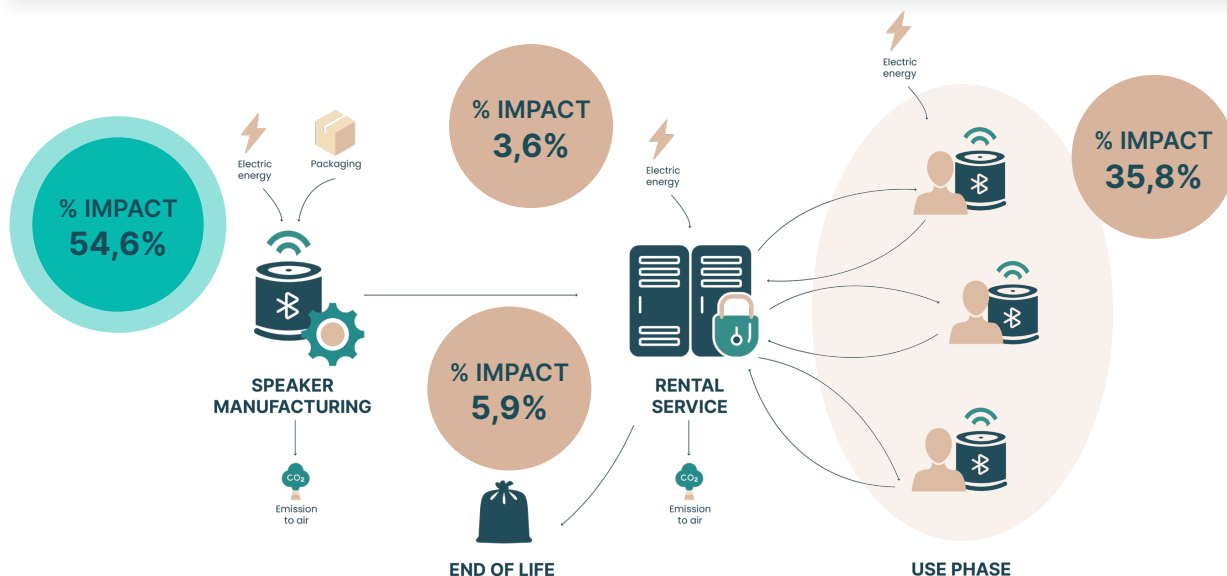 % IMPACT
54,6%
Electric
energy
Packaging
SPEAKER
MANUFACTURING
CO₂
Emission
to air
% IMPACT
3,6%
% IMPACT
5,9%
END OF LIFE
Electric
energy
RENTAL
SERVICE
CO₂
Emission
to air
Electric
energy
% IMPACT
35,8%
USE PHASE